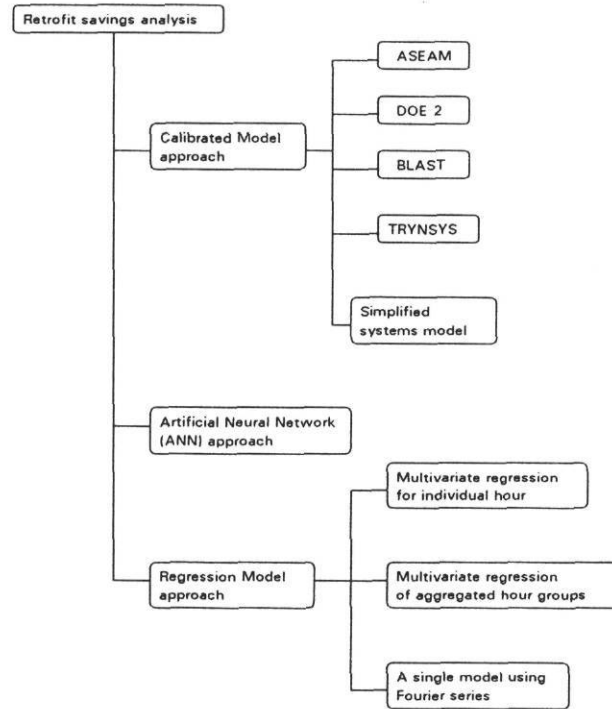 Retrofit savings analysis
Calibrated Model
approach
ASEAM
DOE 2
BLAST
TRYNSYS
Simplified
systems model
Artificial Neural Network
(ANN) approach
Regression Model
approach
Multivariate regression
for individual hour
Multivariate regression
of aggregated hour groups
A single model using
Fourier series